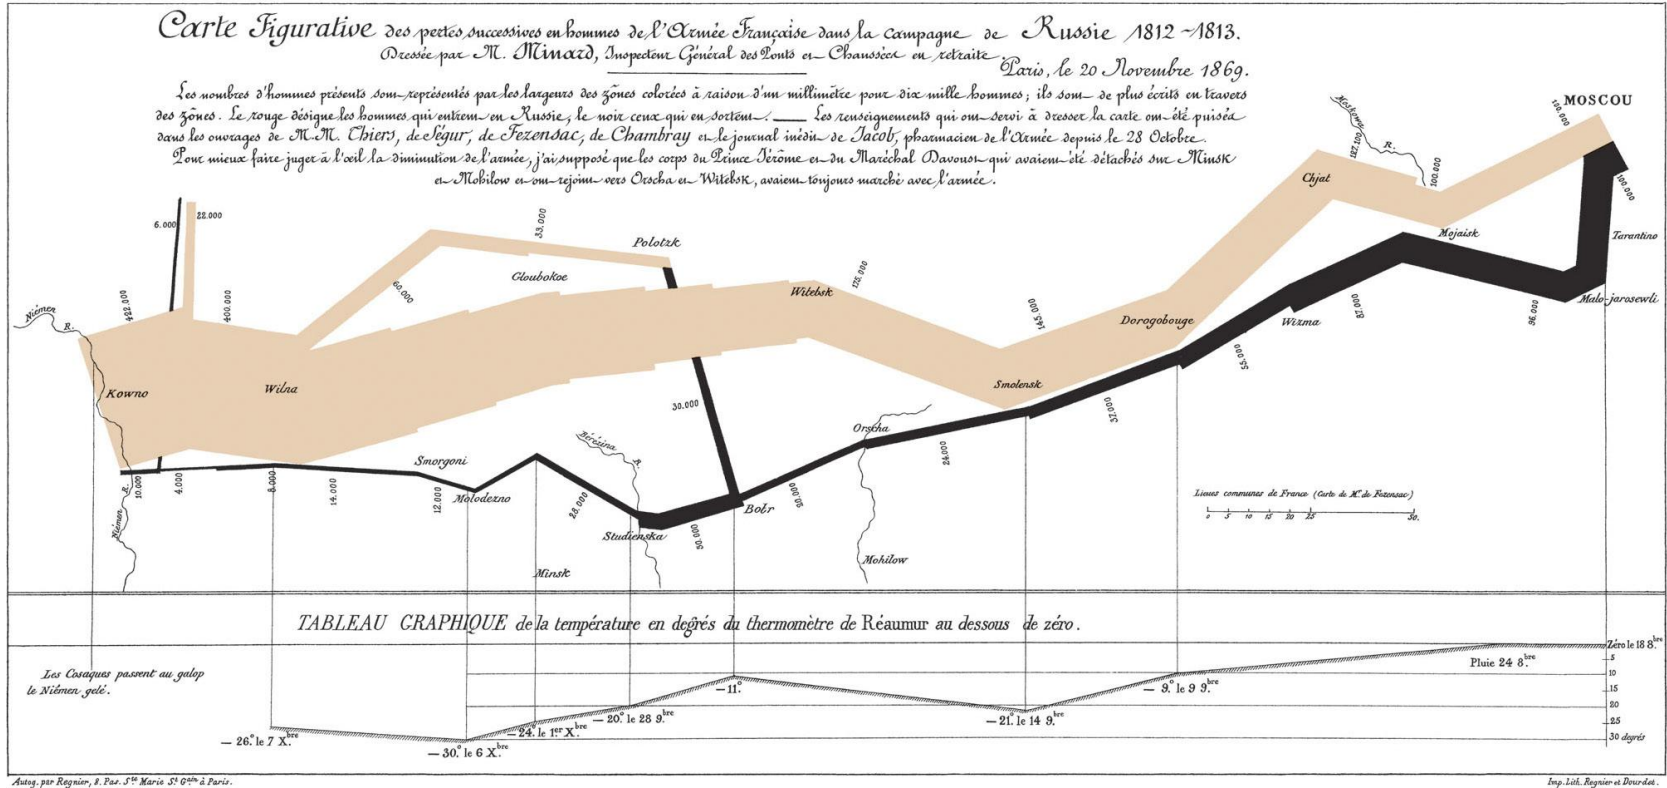 Carte Figurative des pertes successives en hommes de l'Armée Française dans la campagne de Russie 1812-1813.
Dressée par M. Minard, Inspecteur Général des Ponts et Chaussées en retraite.
Paris, le 20 Novembre 1869.
Les nombres d'hommes présents sont représentés par les largeurs des zônes colorées à raison d'un millimètre pour dix mille hommes; ils sont de plus écrits en travers
des zônes. Le rouge désigne les hommes qui entrent en Russie, le noir ceux qui en sortent. — Les renseignements qui ont servi à dresser la carte ont été puisés
dans les ouvrages de M.M. Thiers, de Ségur, de Fezensac, de Chambray et le journal inédit de Jacob, pharmacien de l'Armée depuis le 28 Octobre.
Pour mieux faire juger à l'œil la diminution de l'armée, j'ai supposé que les corps du Prince Jérôme et du Maréchal Davoust qui avaient été détachés sur Minsk
et Mohilow et ont rejoint vers Orscha et Witebsk, avaient toujours marché avec l'armée.
Moskowa R.
MOSCOU
100.000
127.100
100.000
100.000
Chjat
Mojaisk
Tarantino
Malo-jarosewli
6.000
22.000
33.000
Polotzk
Gloubokoe
60.000
Witebsk
175.000
Niémen R.
422.000
400.000
145.000
Dorogobouge
Wizma
87.000
96.000
55.000
Kowno
Wilna
Smolensk
37.000
30.000
Orscha
24.000
Bérézina R.
Smorgoni
Molodezno
10.000
4.000
8.000
14.000
12.000
28.000
Studienska
50.000
Bobr
20.000
Niémen R.
Minsk
Mohilow
Lieues communes de France (Carte de M. de Fezensac)
0 5 10 15 20 25 50.
TABLEAU GRAPHIQUE de la température en degrés du thermomètre de Réaumur au dessous de zéro.
Les Cosaques passent au galop
le Niémen gelé.
Zéro le 18 8.bre
5
10
15
20
25
30 degrés
Pluie 24 8.bre
— 9.° le 9 9.bre
— 21.° le 14 9.bre
— 11.°
— 20.° le 28 9.bre
— 24.° le 1.er X.bre
— 30.° le 6 X.bre
— 26.° le 7 X.bre
Autog. par Regnier, 8. Pas. S.te Marie S.t G.ain à Paris.
Imp. Lith. Regnier et Dourdet.